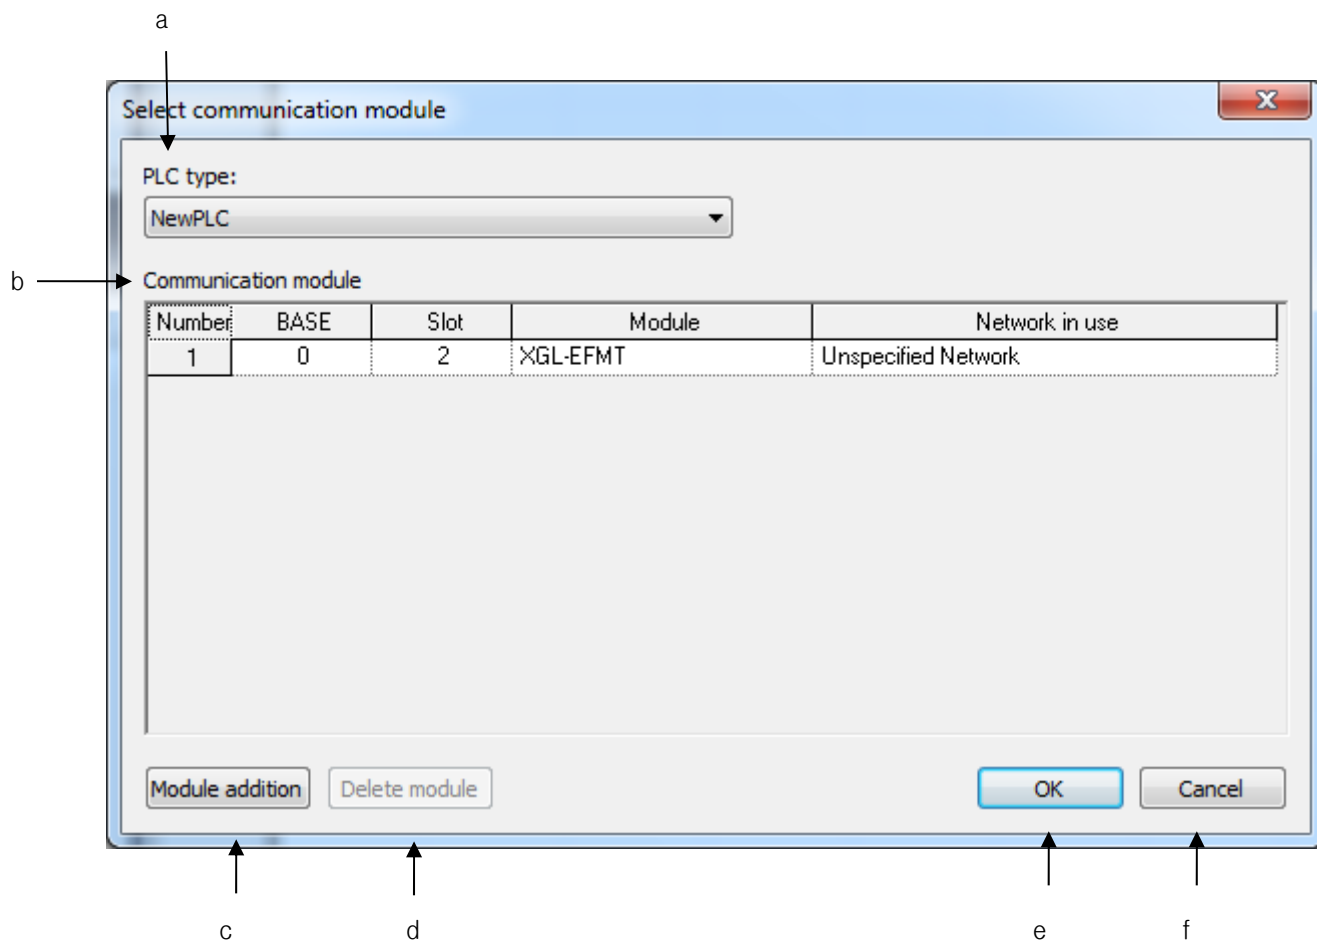 a
Select communication module
PLC type:
NewPLC
b
Communication module
Number BASE Slot Module Network in use
1 0 2 XGL-EFMT Unspecified Network
Module addition Delete module OK Cancel
c d e f